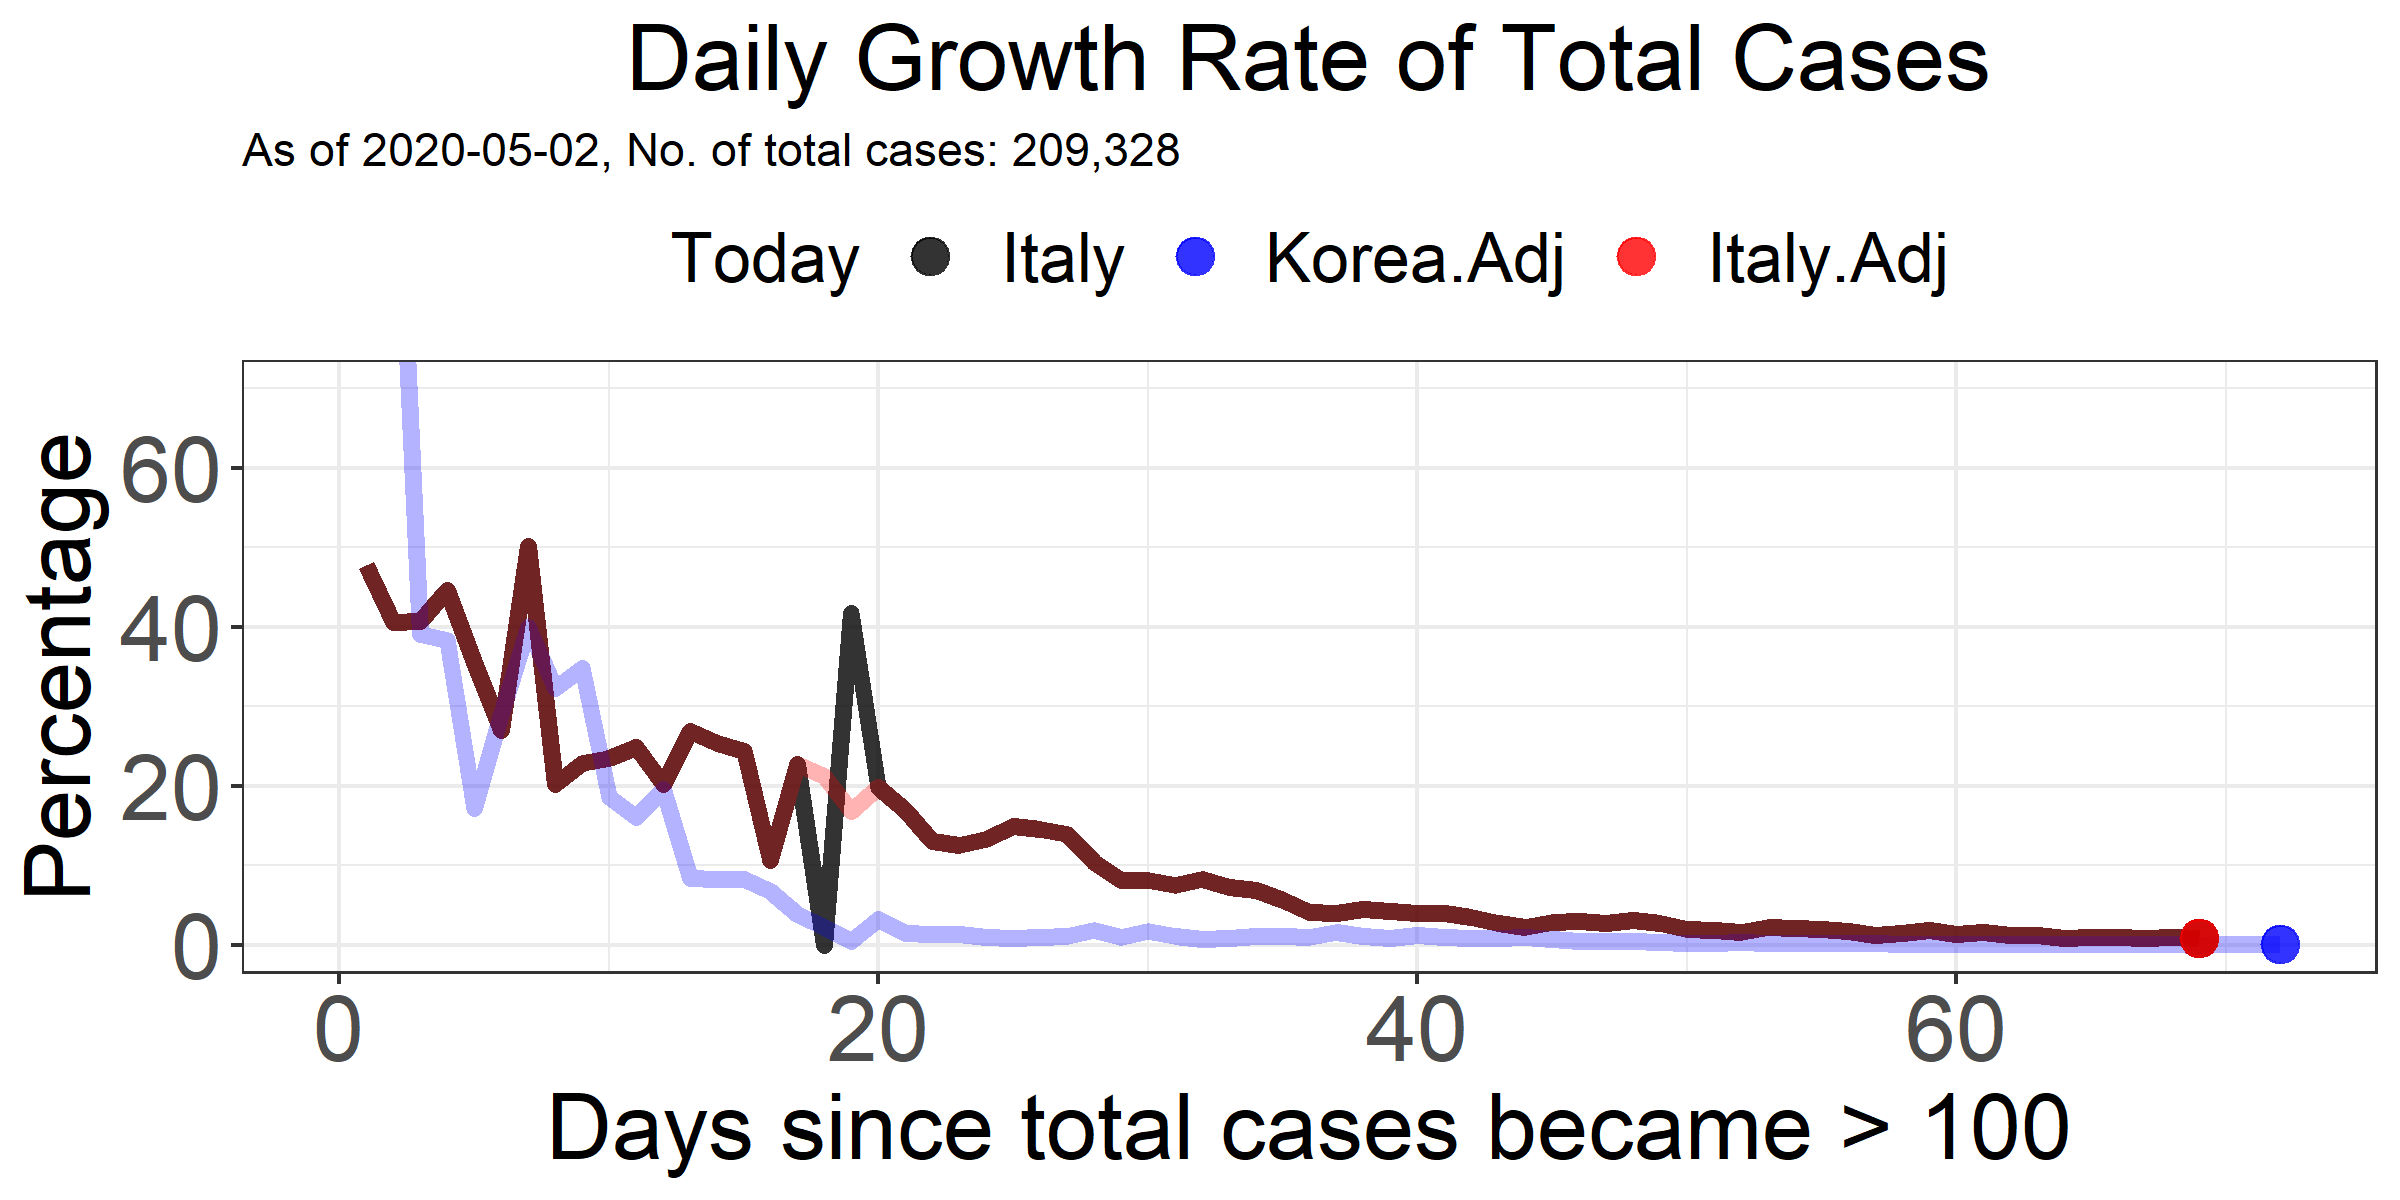 Daily Growth Rate of Total Cases
As of 2020-05-02, No. of total cases: 209,328
Today Italy Korea.Adj Italy.Adj
Percentage
60
40
20
0
0 20 40 60
Days since total cases became > 100